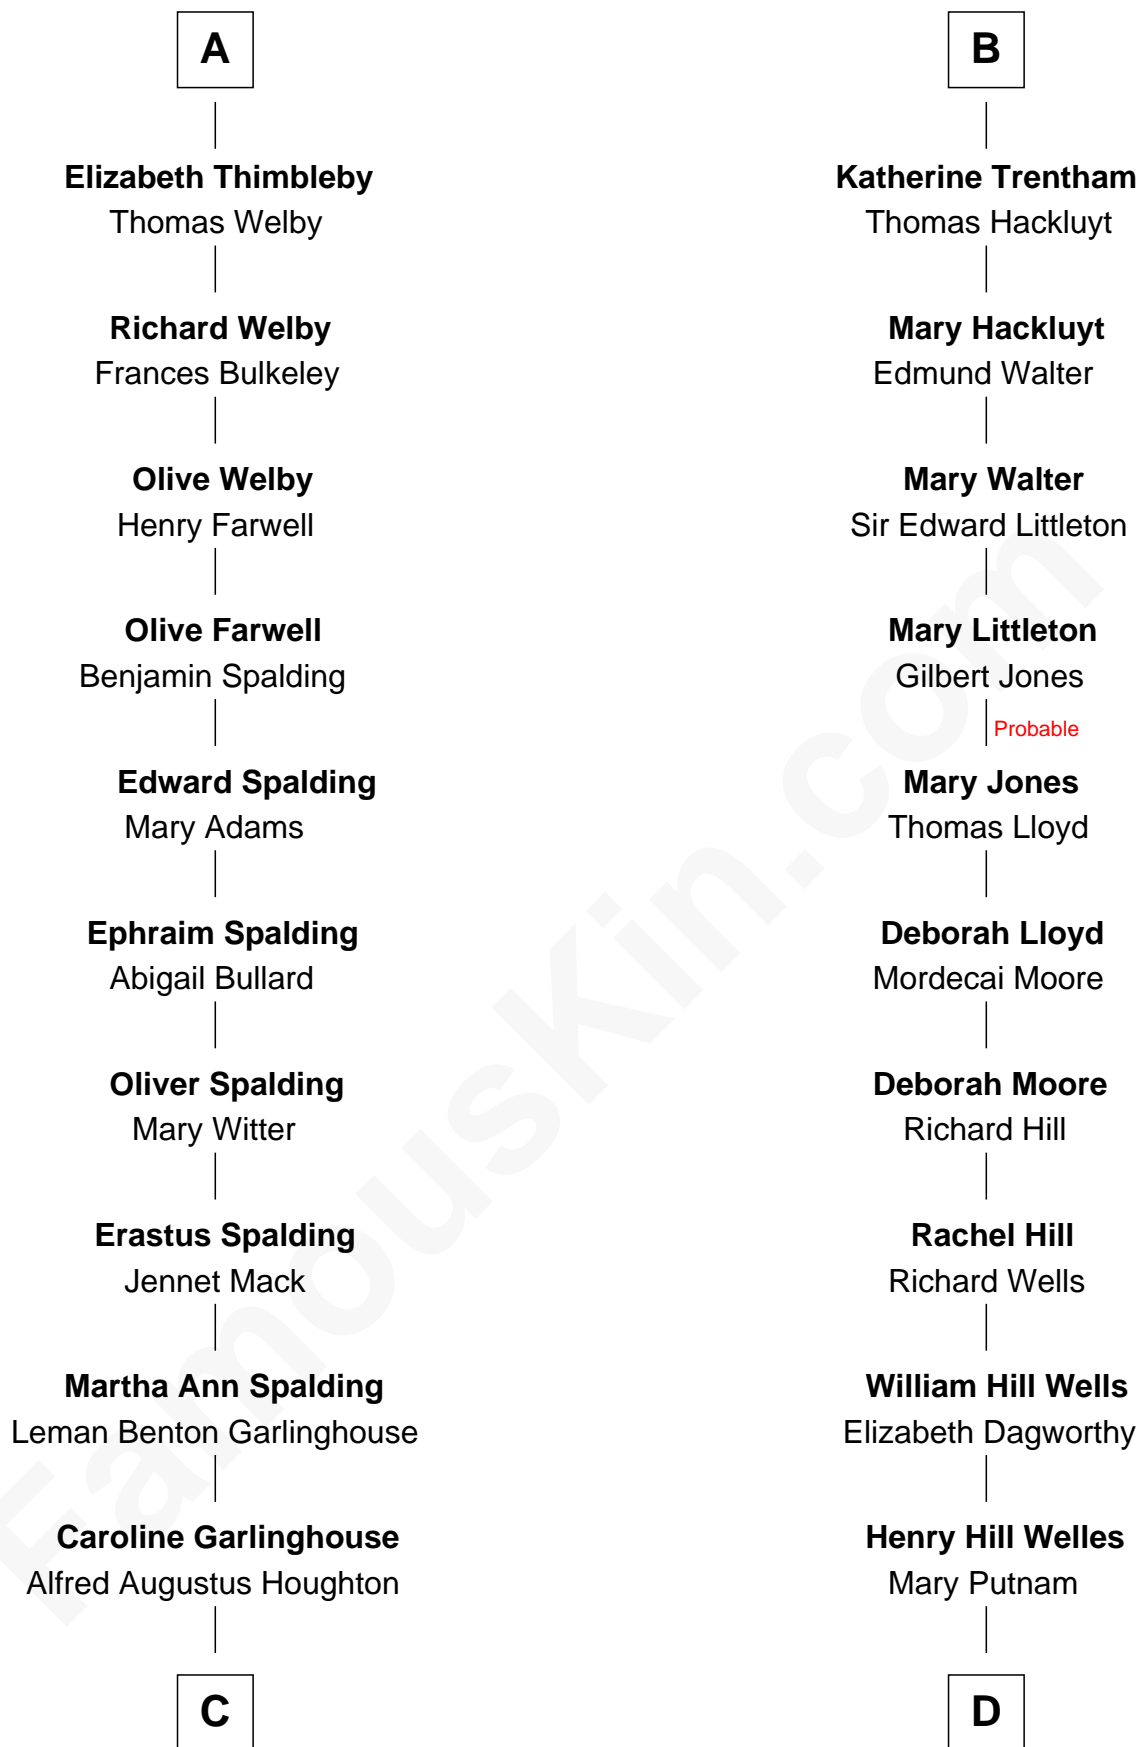 A
Elizabeth Thimbleby
Thomas Welby
Richard Welby
Frances Bulkeley
Olive Welby
Henry Farwell
Olive Farwell
Benjamin Spalding
Edward Spalding
Mary Adams
Ephraim Spalding
Abigail Bullard
Oliver Spalding
Mary Witter
Erastus Spalding
Jennet Mack
Martha Ann Spalding
Leman Benton Garlinghouse
Caroline Garlinghouse
Alfred Augustus Houghton
C
B
Katherine Trentham
Thomas Hackluyt
Mary Hackluyt
Edmund Walter
Mary Walter
Sir Edward Littleton
Mary Littleton
Gilbert Jones
Probable
Mary Jones
Thomas Lloyd
Deborah Lloyd
Mordecai Moore
Deborah Moore
Richard Hill
Rachel Hill
Richard Wells
William Hill Wells
Elizabeth Dagworthy
Henry Hill Welles
Mary Putnam
D
FamousKin.com